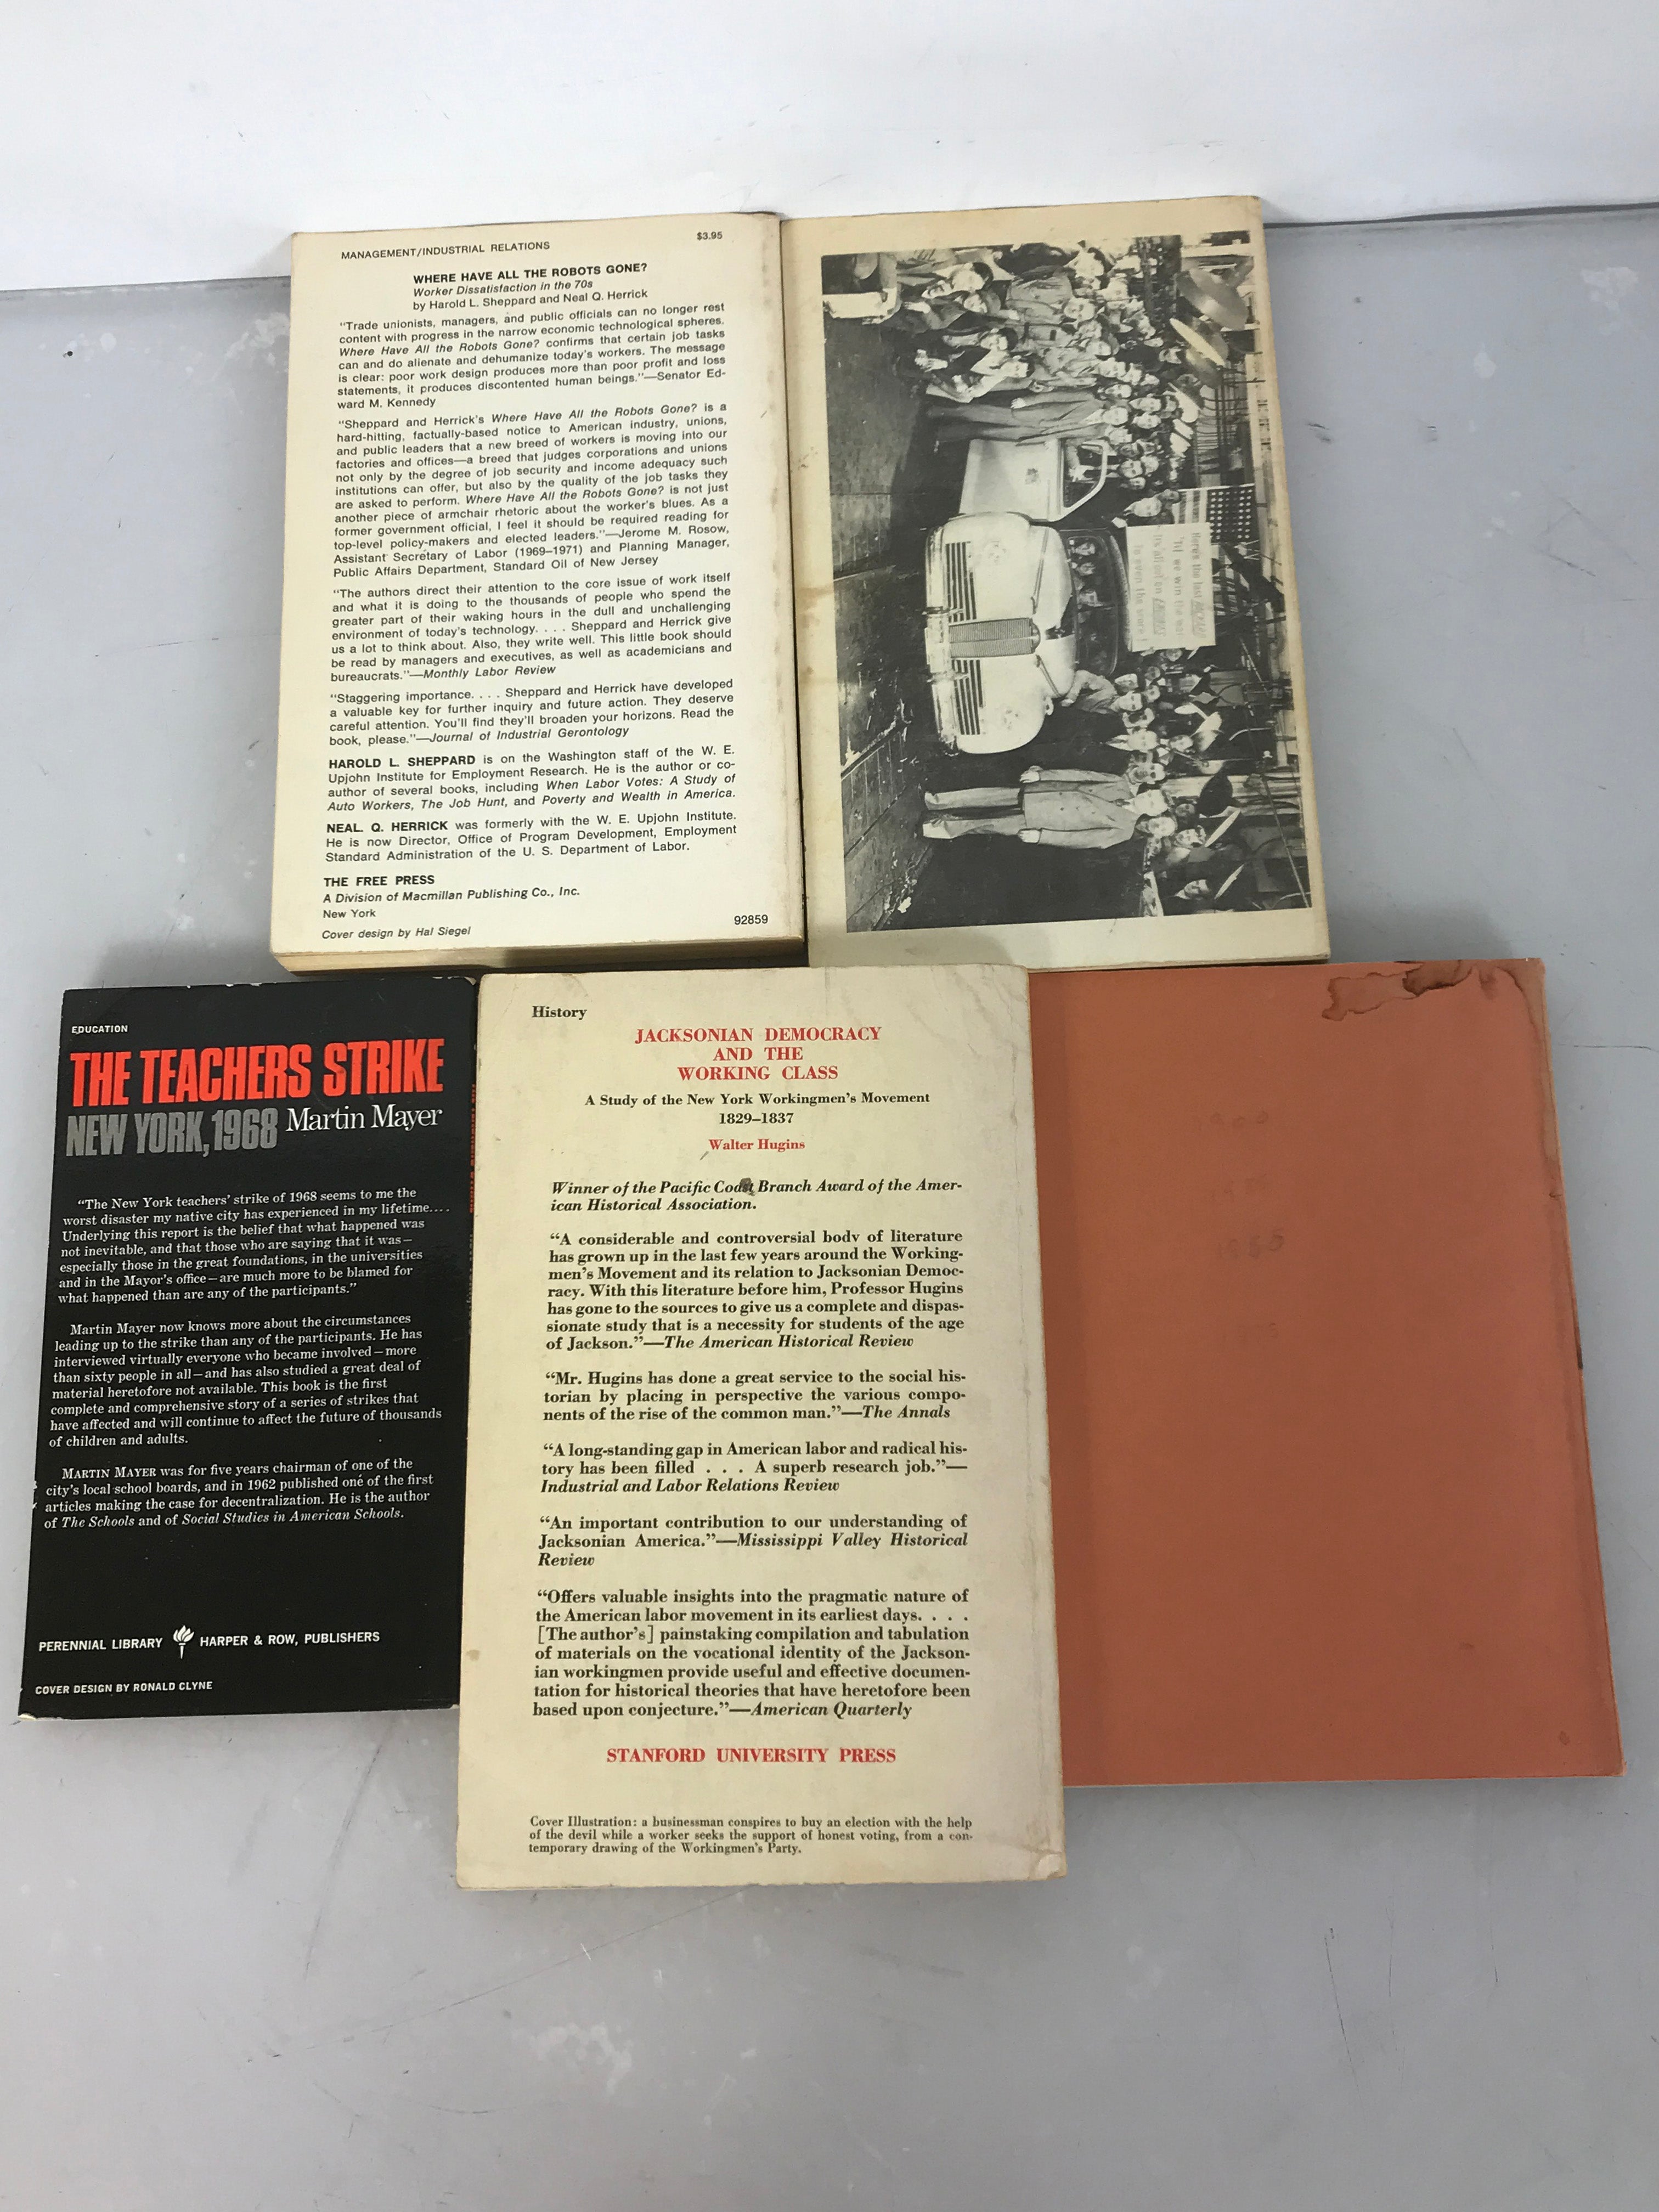 MANAGEMENT/INDUSTRIAL RELATIONS
$3.95
WHERE HAVE ALL THE ROBOTS GONE?
Worker Dissatisfaction in the 70s
by Harold L. Sheppard and Neal Q. Herrick
"Trade unionists, managers, and public officials can no longer rest
content with progress in the narrow economic technological spheres.
Where Have All the Robots Gone? confirms that certain job tasks
can and do alienate and dehumanize today's workers. The message
is clear: poor work design produces more than poor profit and loss
statements, it produces discontented human beings."—Senator Ed-
ward M. Kennedy
"Sheppard and Herrick's Where Have All the Robots Gone? is a
hard-hitting, factually-based notice to American industry, unions,
and public leaders that a new breed of workers is moving into our
factories and offices—a breed that judges corporations and unions
not only by the degree of job security and income adequacy such
institutions can offer, but also by the quality of the job tasks they
are asked to perform. Where Have All the Robots Gone? is not just
another piece of armchair rhetoric about the worker's blues. As a
former government official, I feel it should be required reading for
top-level policy-makers and elected leaders."—Jerome M. Rosow,
Assistant Secretary of Labor (1969–1971) and Planning Manager,
Public Affairs Department, Standard Oil of New Jersey
"The authors direct their attention to the core issue of work itself
and what it is doing to the thousands of people who spend the
greater part of their waking hours in the dull and unchallenging
environment of today's technology. . . . Sheppard and Herrick give
us a lot to think about. Also, they write well. This little book should
be read by managers and executives, as well as academicians and
bureaucrats."—Monthly Labor Review
"Staggering importance. . . . Sheppard and Herrick have developed
a valuable key for further inquiry and future action. They deserve
careful attention. You'll find they'll broaden your horizons. Read the
book, please."—Journal of Industrial Gerontology
HAROLD L. SHEPPARD is on the Washington staff of the W. E.
Upjohn Institute for Employment Research. He is the author or co-
author of several books, including When Labor Votes: A Study of
Auto Workers, The Job Hunt, and Poverty and Wealth in America.
NEAL Q. HERRICK was formerly with the W. E. Upjohn Institute.
He is now Director, Office of Program Development, Employment
Standard Administration of the U. S. Department of Labor.
THE FREE PRESS
A Division of Macmillan Publishing Co., Inc.
New York
92859
Cover design by Hal Siegel
Here's the last
'til we win the war
It's all out on
to even the score!
EDUCATION
THE TEACHERS STRIKE
NEW YORK, 1968 Martin Mayer
"The New York teachers' strike of 1968 seems to me the
worst disaster my native city has experienced in my lifetime....
Underlying this report is the belief that what happened was
not inevitable, and that those who are saying that it was—
especially those in the great foundations, in the universities
and in the Mayor's office—are much more to be blamed for
what happened than are any of the participants."
Martin Mayer now knows more about the circumstances
leading up to the strike than any of the participants. He has
interviewed virtually everyone who became involved—more
than sixty people in all—and has also studied a great deal of
material heretofore not available. This book is the first
complete and comprehensive story of a series of strikes that
have affected and will continue to affect the future of thousands
of children and adults.
MARTIN MAYER was for five years chairman of one of the
city's local school boards, and in 1962 published one of the first
articles making the case for decentralization. He is the author
of The Schools and of Social Studies in American Schools.
PERENNIAL LIBRARY HARPER & ROW, PUBLISHERS
COVER DESIGN BY RONALD CLYNE
History
JACKSONIAN DEMOCRACY
AND THE
WORKING CLASS
A Study of the New York Workingmen's Movement
1829–1837
Walter Hugins
Winner of the Pacific Coast Branch Award of the Amer-
ican Historical Association.
"A considerable and controversial body of literature
has grown up in the last few years around the Working-
men's Movement and its relation to Jacksonian Democ-
racy. With this literature before him, Professor Hugins
has gone to the sources to give us a complete and dispas-
sionate study that is a necessity for students of the age
of Jackson."—The American Historical Review
"Mr. Hugins has done a great service to the social his-
torian by placing in perspective the various compo-
nents of the rise of the common man."—The Annals
"A long-standing gap in American labor and radical his-
tory has been filled . . . A superb research job."—
Industrial and Labor Relations Review
"An important contribution to our understanding of
Jacksonian America."—Mississippi Valley Historical
Review
"Offers valuable insights into the pragmatic nature of
the American labor movement in its earliest days. . . .
[The author's] painstaking compilation and tabulation
of materials on the vocational identity of the Jackson-
ian workingmen provide useful and effective documen-
tation for historical theories that have heretofore been
based upon conjecture."—American Quarterly
STANFORD UNIVERSITY PRESS
Cover Illustration: a businessman conspires to buy an election with the help
of the devil while a worker seeks the support of honest voting, from a con-
temporary drawing of the Workingmen's Party.